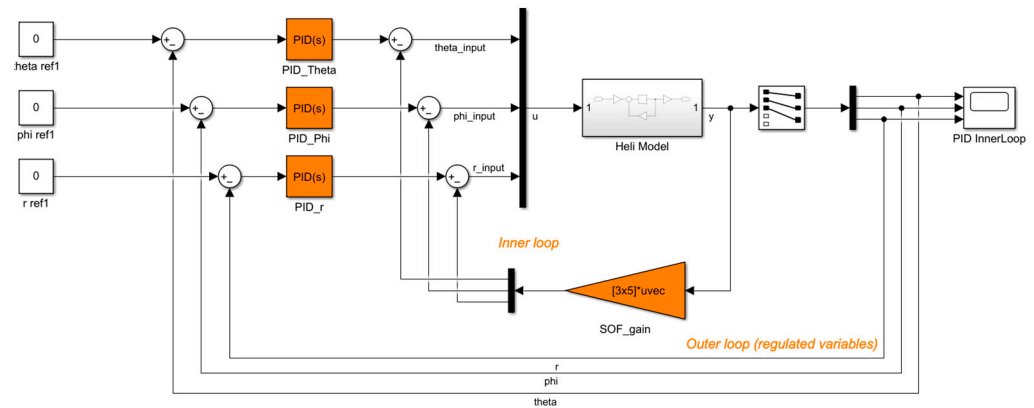 0
theta ref1
PID(s)
PID_Theta
theta_input
0
phi ref1
PID(s)
PID_Phi
phi_input
u
1
1
Heli Model
y
PID InnerLoop
0
r ref1
PID(s)
PID_r
r_input
Inner loop
[3x5]*uvec
SOF_gain
Outer loop (regulated variables)
r
phi
theta